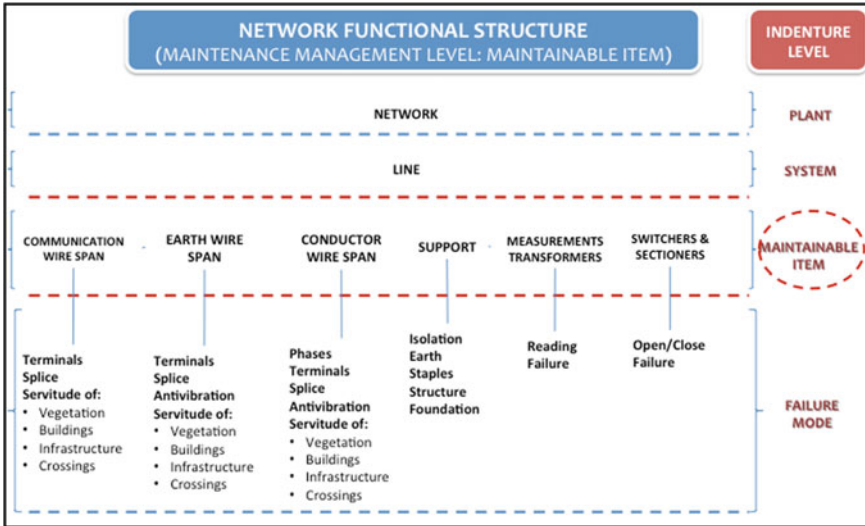 NETWORK FUNCTIONAL STRUCTURE
(MAINTENANCE MANAGEMENT LEVEL: MAINTAINABLE ITEM)
INDENTURE
LEVEL
NETWORK
PLANT
LINE
SYSTEM
COMMUNICATION
WIRE SPAN
EARTH WIRE
SPAN
CONDUCTOR
WIRE SPAN
SUPPORT
MEASUREMENTS
TRANSFORMERS
SWITCHERS &
SECTIONERS
MAINTAINABLE
ITEM
Terminals
Splice
Servitude of:
• Vegetation
• Buildings
• Infrastructure
• Crossings
Terminals
Splice
Antivibration
Servitude of:
• Vegetation
• Buildings
• Infrastructure
• Crossings
Phases
Terminals
Splice
Antivibration
Servitude of:
• Vegetation
• Buildings
• Infrastructure
• Crossings
Isolation
Earth
Staples
Structure
Foundation
Reading
Failure
Open/Close
Failure
FAILURE
MODE